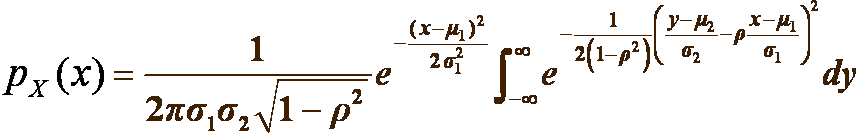 p_X(x) = \frac{1}{2\pi\sigma_1\sigma_2\sqrt{1-\rho^2}} e^{-\frac{(x-\mu_1)^2}{2\sigma_1^2}} \int_{-\infty}^{\infty} e^{-\frac{1}{2(1-\rho^2)}\left(\frac{y-\mu_2}{\sigma_2}-\rho\frac{x-\mu_1}{\sigma_1}\right)^2} dy